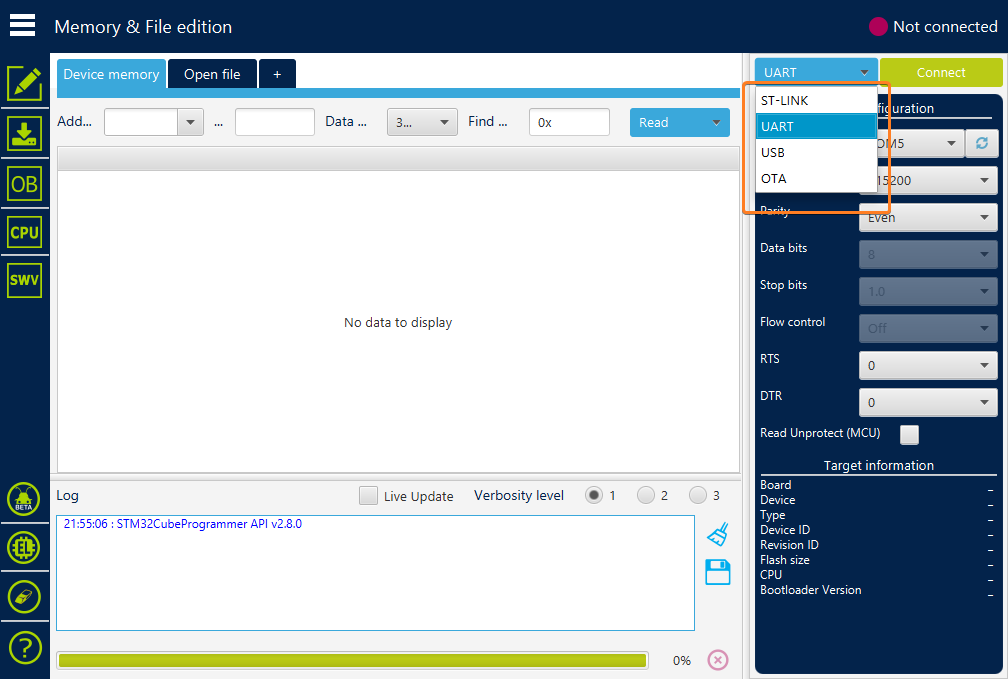 Memory & File edition
Not connected
Device memory
Open file
+
UART
Connect
Add...
...
Data ...
3...
Find ...
0x
Read
ST-LINK
UART
USB
OTA
figuration
OM5
15200
Parity
Even
Data bits
8
Stop bits
1.0
Flow control
Off
RTS
0
DTR
0
Read Unprotect (MCU)
Target information
Board –
Device –
Type –
Device ID –
Revision ID –
Flash size –
CPU –
Bootloader Version –
OB
CPU
SWV
No data to display
BETA
EL
?
Log
Live Update
Verbosity level
1
2
3
21:55:06 : STM32CubeProgrammer API v2.8.0
0%